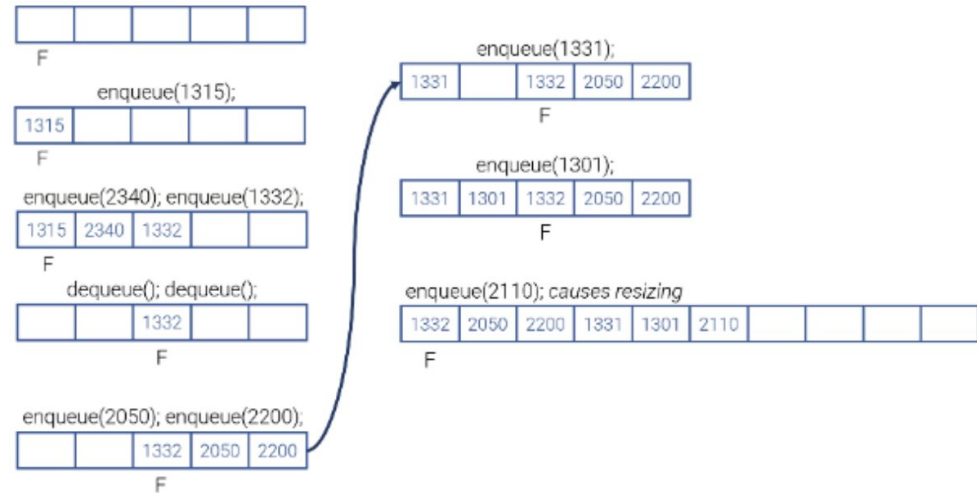 F
enqueue(1315);
1315
F
enqueue(2340); enqueue(1332);
1315 2340 1332
F
dequeue(); dequeue();
1332
F
enqueue(2050); enqueue(2200);
1332 2050 2200
F
enqueue(1331);
1331 1332 2050 2200
F
enqueue(1301);
1331 1301 1332 2050 2200
F
enqueue(2110); causes resizing
1332 2050 2200 1331 1301 2110
F